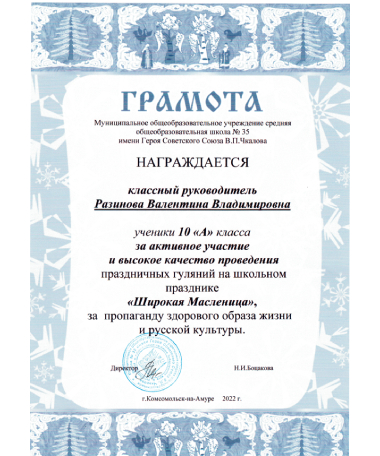 ГРАМОТА
Муниципальное общеобразовательное учреждение средняя
общеобразовательная школа № 35
имени Героя Советского Союза В.П.Чкалова
НАГРАЖДАЕТСЯ
классный руководитель
Разинова Валентина Владимировна
ученики 10 «А» класса
за активное участие
и высокое качество проведения
праздничных гуляний на школьном
празднике
«Широкая Масленица»,
за пропаганду здорового образа жизни
и русской культуры.
Директор Н.И.Боцакова
г.Комсомольск-на-Амуре 2022 г.